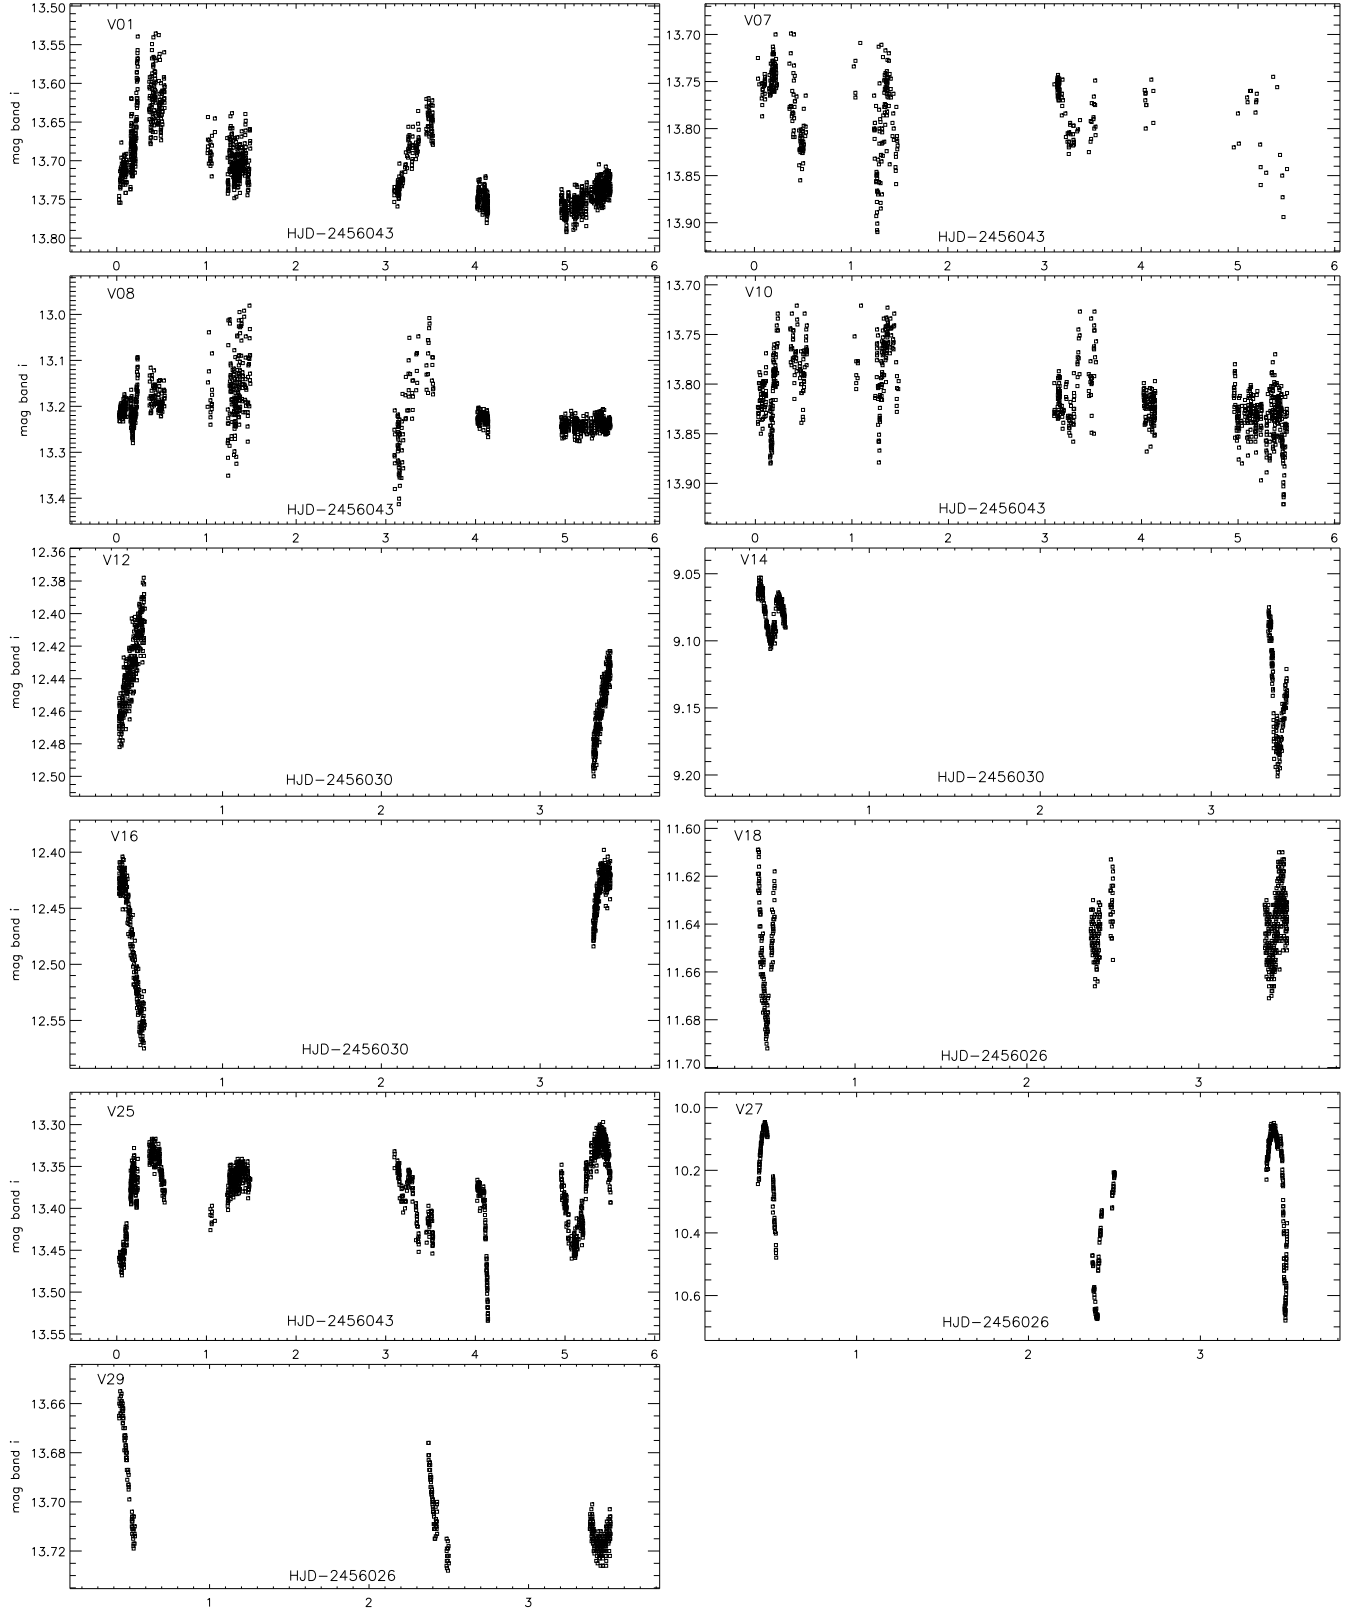 V01
13.50
13.55
13.60
13.65
13.70
13.75
13.80
mag band i
HJD-2456043
0 1 2 3 4 5 6
V07
13.70
13.75
13.80
13.85
13.90
HJD-2456043
0 1 2 3 4 5 6
V08
13.0
13.1
13.2
13.3
13.4
mag band i
HJD-2456043
0 1 2 3 4 5 6
V10
13.70
13.75
13.80
13.85
13.90
HJD-2456043
0 1 2 3 4 5 6
V12
12.36
12.38
12.40
12.42
12.44
12.46
12.48
12.50
mag band i
HJD-2456030
1 2 3
V14
9.05
9.10
9.15
9.20
HJD-2456030
1 2 3
V16
12.40
12.45
12.50
12.55
mag band i
HJD-2456030
1 2 3
V18
11.60
11.62
11.64
11.66
11.68
11.70
HJD-2456026
1 2 3
V25
13.30
13.35
13.40
13.45
13.50
13.55
mag band i
HJD-2456043
0 1 2 3 4 5 6
V27
10.0
10.2
10.4
10.6
HJD-2456026
1 2 3
V29
13.66
13.68
13.70
13.72
mag band i
HJD-2456026
1 2 3